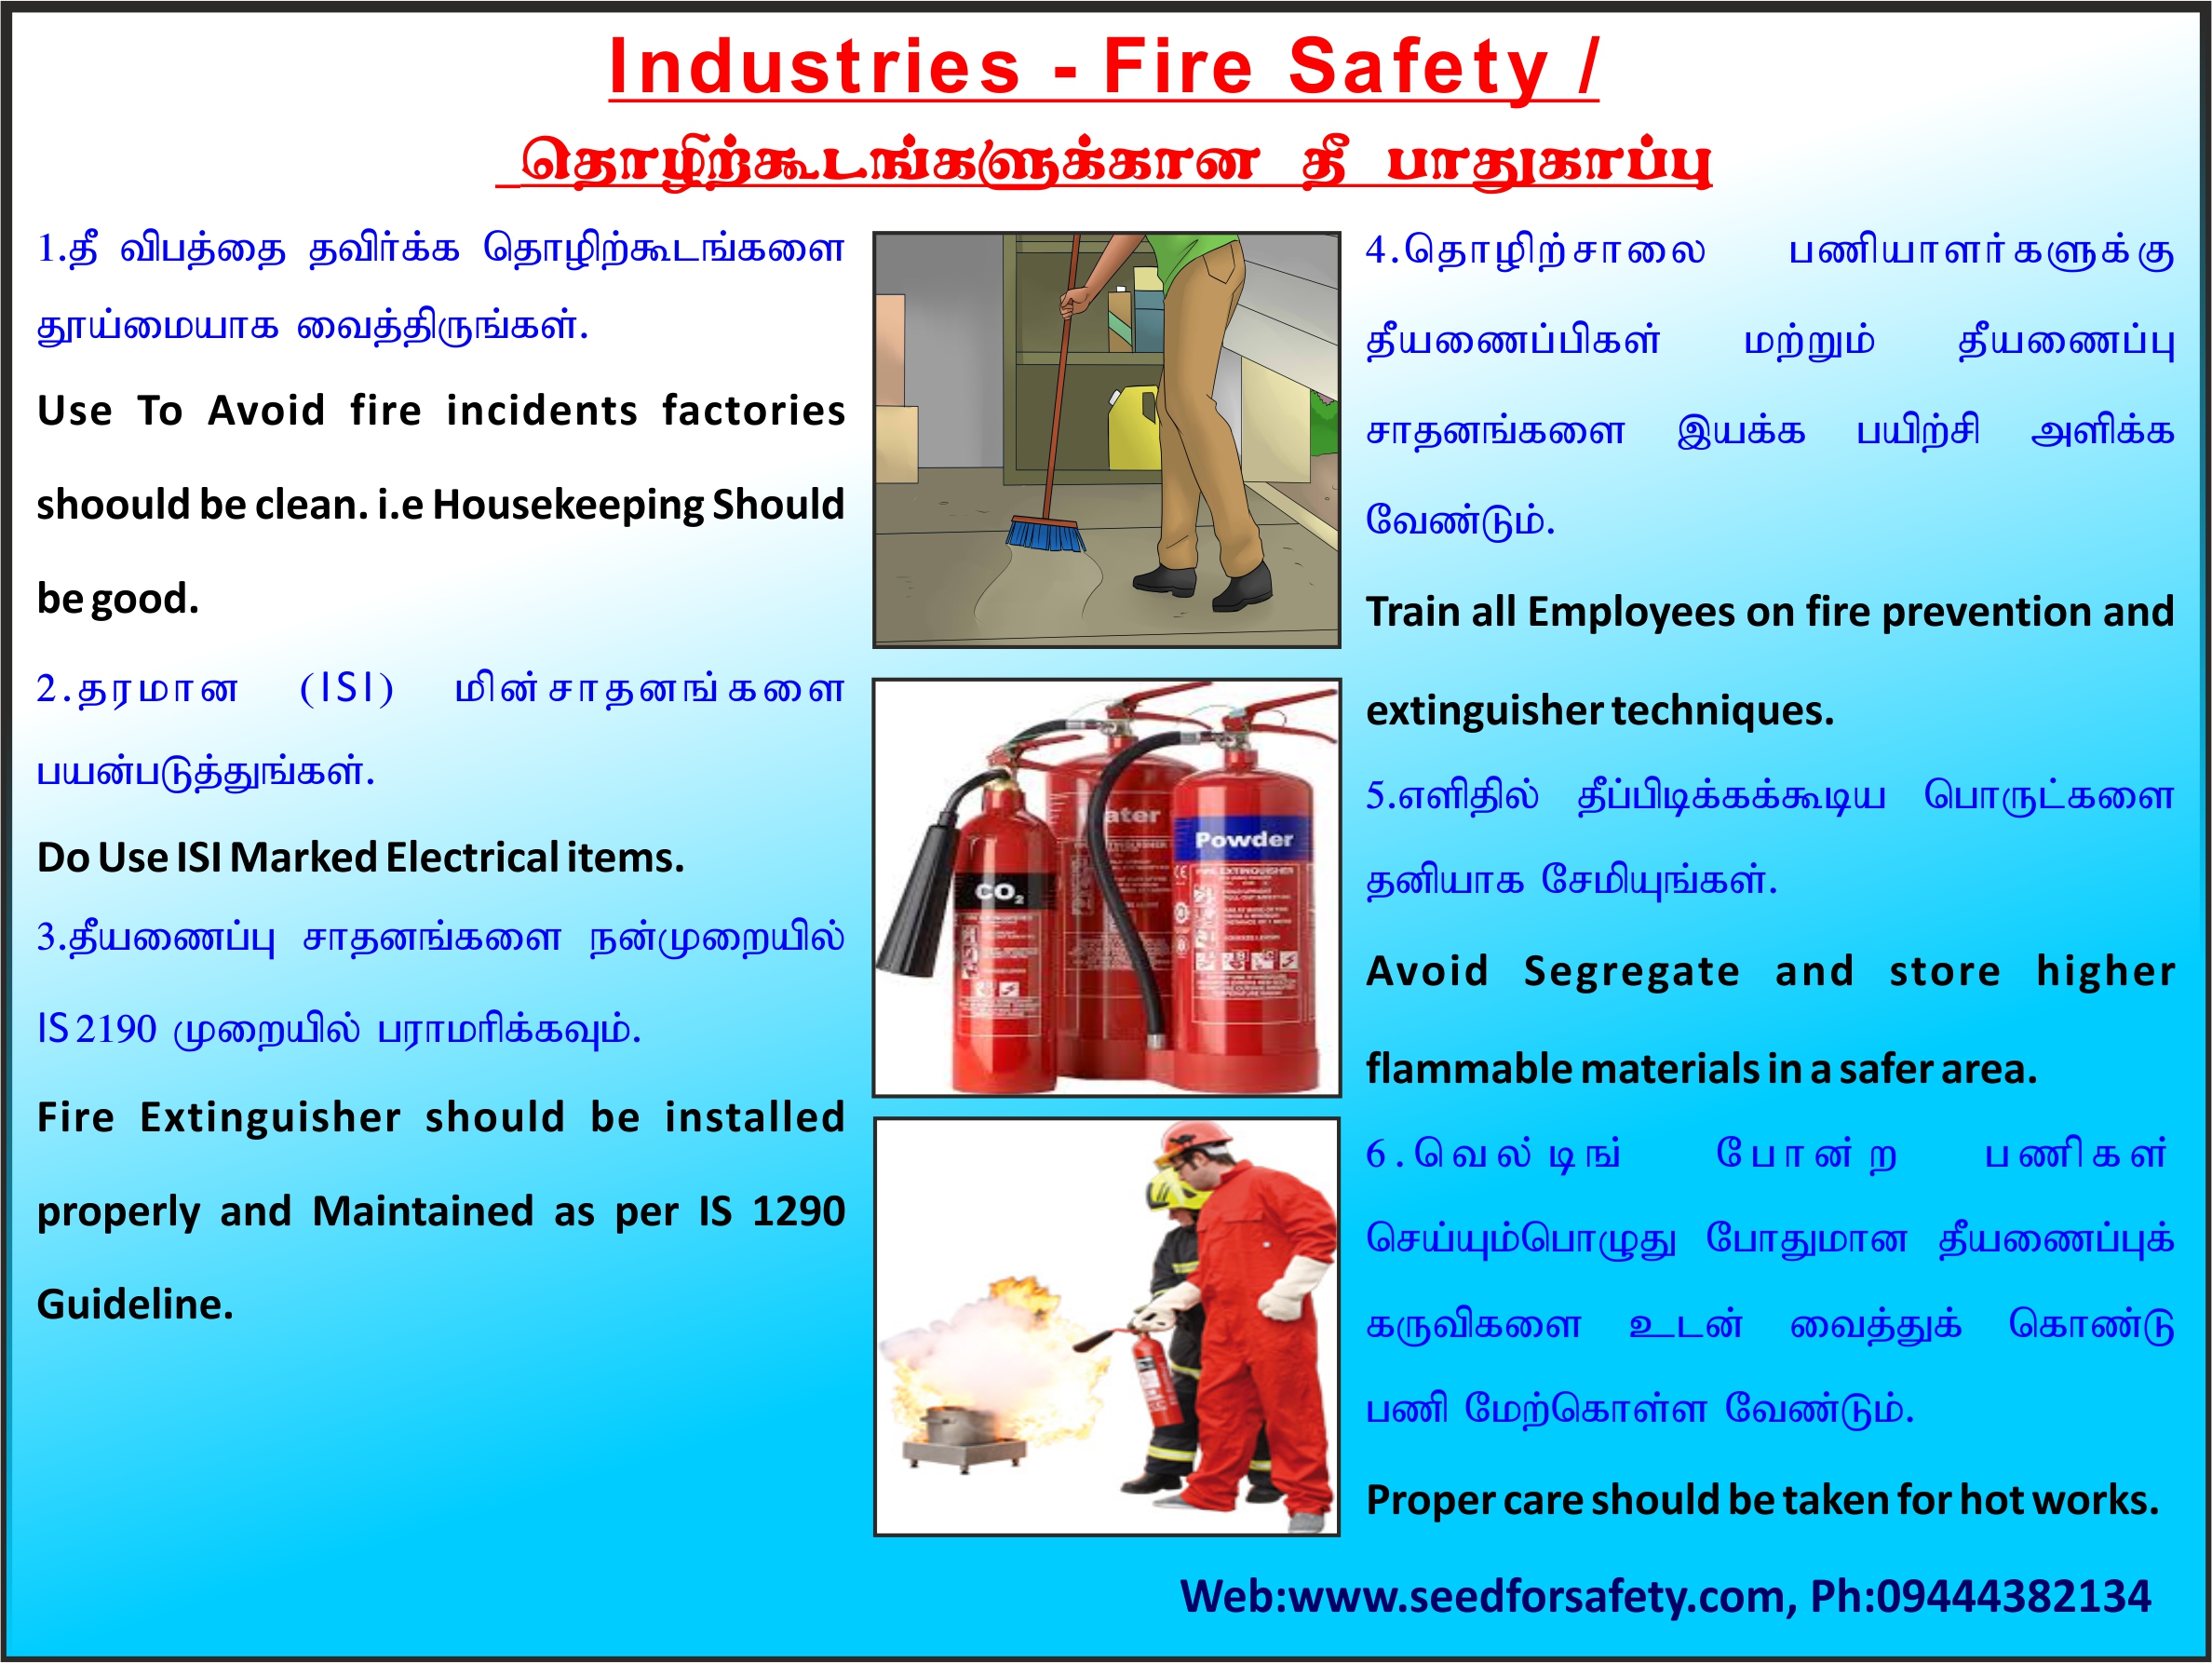 Industries - Fire Safety /
தொழிற்கூடங்களுக்கான தீ பாதுகாப்பு
1.தீ விபத்தை தவிர்க்க தொழிற்கூடங்களை
தூய்மையாக வைத்திருங்கள்.
Use To Avoid fire incidents factories
shoould be clean. i.e Housekeeping Should
be good.
2.தரமான (ISI) மின்சாதனங்களை
பயன்படுத்துங்கள்.
Do Use ISI Marked Electrical items.
3.தீயணைப்பு சாதனங்களை நன்முறையில்
IS 2190 முறையில் பராமரிக்கவும்.
Fire Extinguisher should be installed
properly and Maintained as per IS 1290
Guideline.
ater
Powder
CO₂
FIRE EXTINGUISHER
4.தொழிற்சாலை பணியாளர்களுக்கு
தீயணைப்பிகள் மற்றும் தீயணைப்பு
சாதனங்களை இயக்க பயிற்சி அளிக்க
வேண்டும்.
Train all Employees on fire prevention and
extinguisher techniques.
5.எளிதில் தீப்பிடிக்கக்கூடிய பொருட்களை
தனியாக சேமியுங்கள்.
Avoid Segregate and store higher
flammable materials in a safer area.
6.வெல்டிங் போன்ற பணிகள்
செய்யும்பொழுது போதுமான தீயணைப்புக்
கருவிகளை உடன் வைத்துக் கொண்டு
பணி மேற்கொள்ள வேண்டும்.
Proper care should be taken for hot works.
Web:www.seedforsafety.com, Ph:09444382134